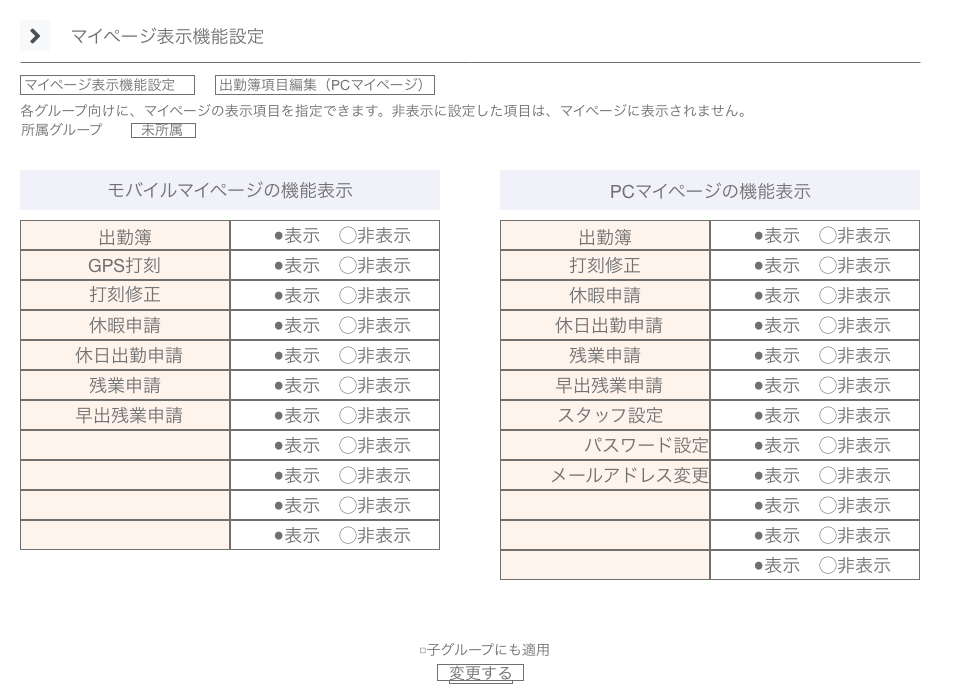 マイページ表示機能設定
マイページ表示機能設定 出勤簿項目編集（PCマイページ）
各グループ向けに、マイページの表示項目を指定できます。非表示に設定した項目は、マイページに表示されません。
所属グループ 未所属
モバイルマイページの機能表示
出勤簿 ●表示 ◯非表示
GPS打刻 ●表示 ◯非表示
打刻修正 ●表示 ◯非表示
休暇申請 ●表示 ◯非表示
休日出勤申請 ●表示 ◯非表示
残業申請 ●表示 ◯非表示
早出残業申請 ●表示 ◯非表示
●表示 ◯非表示
●表示 ◯非表示
●表示 ◯非表示
●表示 ◯非表示
PCマイページの機能表示
出勤簿 ●表示 ◯非表示
打刻修正 ●表示 ◯非表示
休暇申請 ●表示 ◯非表示
休日出勤申請 ●表示 ◯非表示
残業申請 ●表示 ◯非表示
早出残業申請 ●表示 ◯非表示
スタッフ設定 ●表示 ◯非表示
パスワード設定 ●表示 ◯非表示
メールアドレス変更 ●表示 ◯非表示
●表示 ◯非表示
●表示 ◯非表示
●表示 ◯非表示
□子グループにも適用
変更する